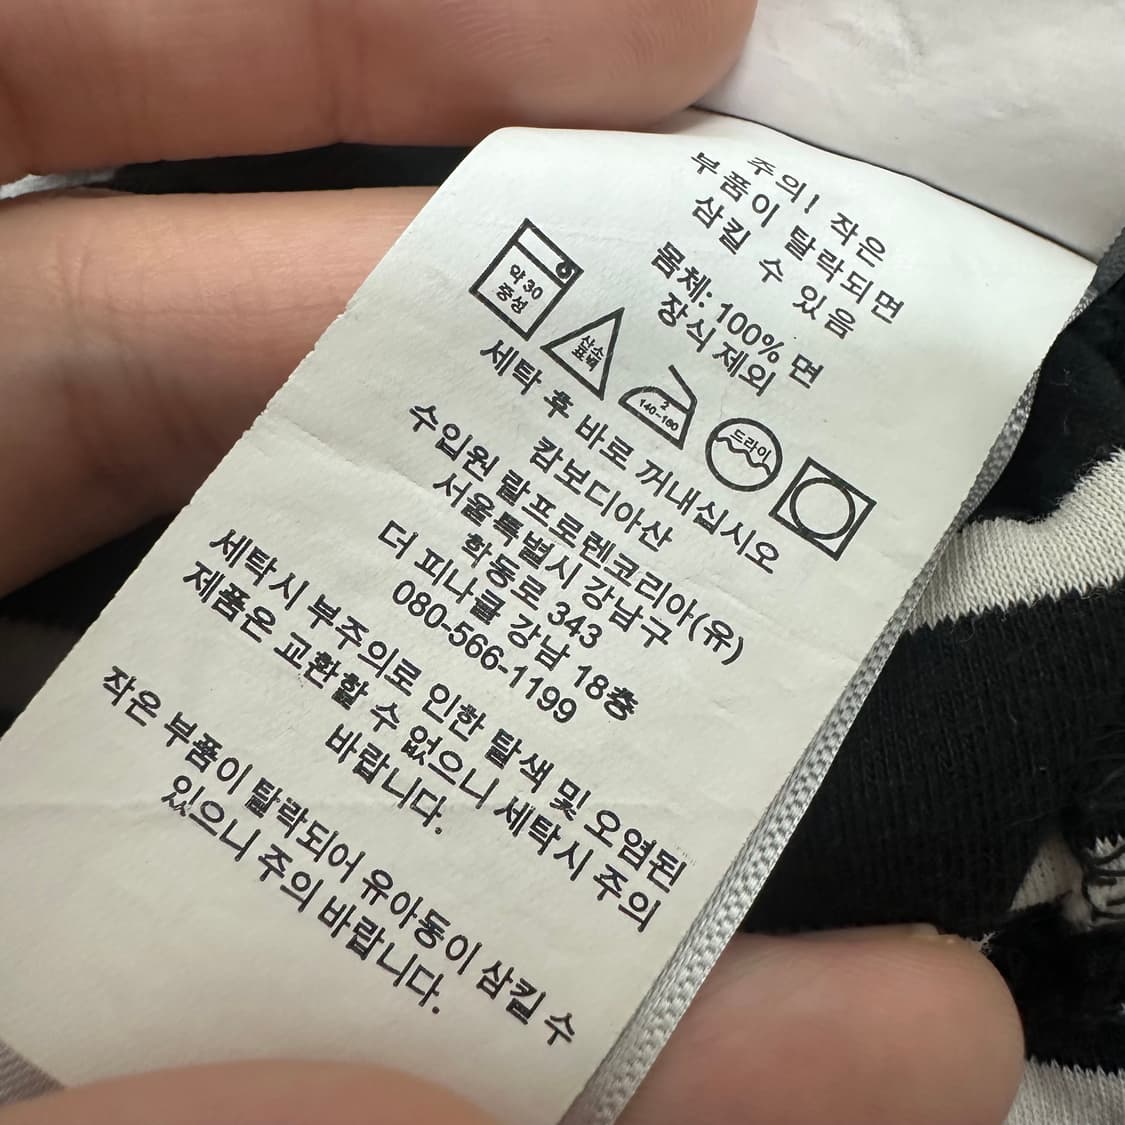 주의! 작은
부품이 탈락되면
삼킬 수 있음
몸체: 100% 면
장식 제외
약 30
중성
산소
표백
2
140~160
드라이
세탁 후 바로 꺼내십시오
캄보디아산
수입원 랄프로렌코리아(유)
서울특별시 강남구
학동로 343
더 피나클 강남 18층
080-566-1199
세탁시 부주의로 인한 탈색 및 오염된
제품은 교환할 수 없으니 세탁시 주의
바랍니다.
작은 부품이 탈락되어 유아동이 삼킬 수
있으니 주의 바랍니다.